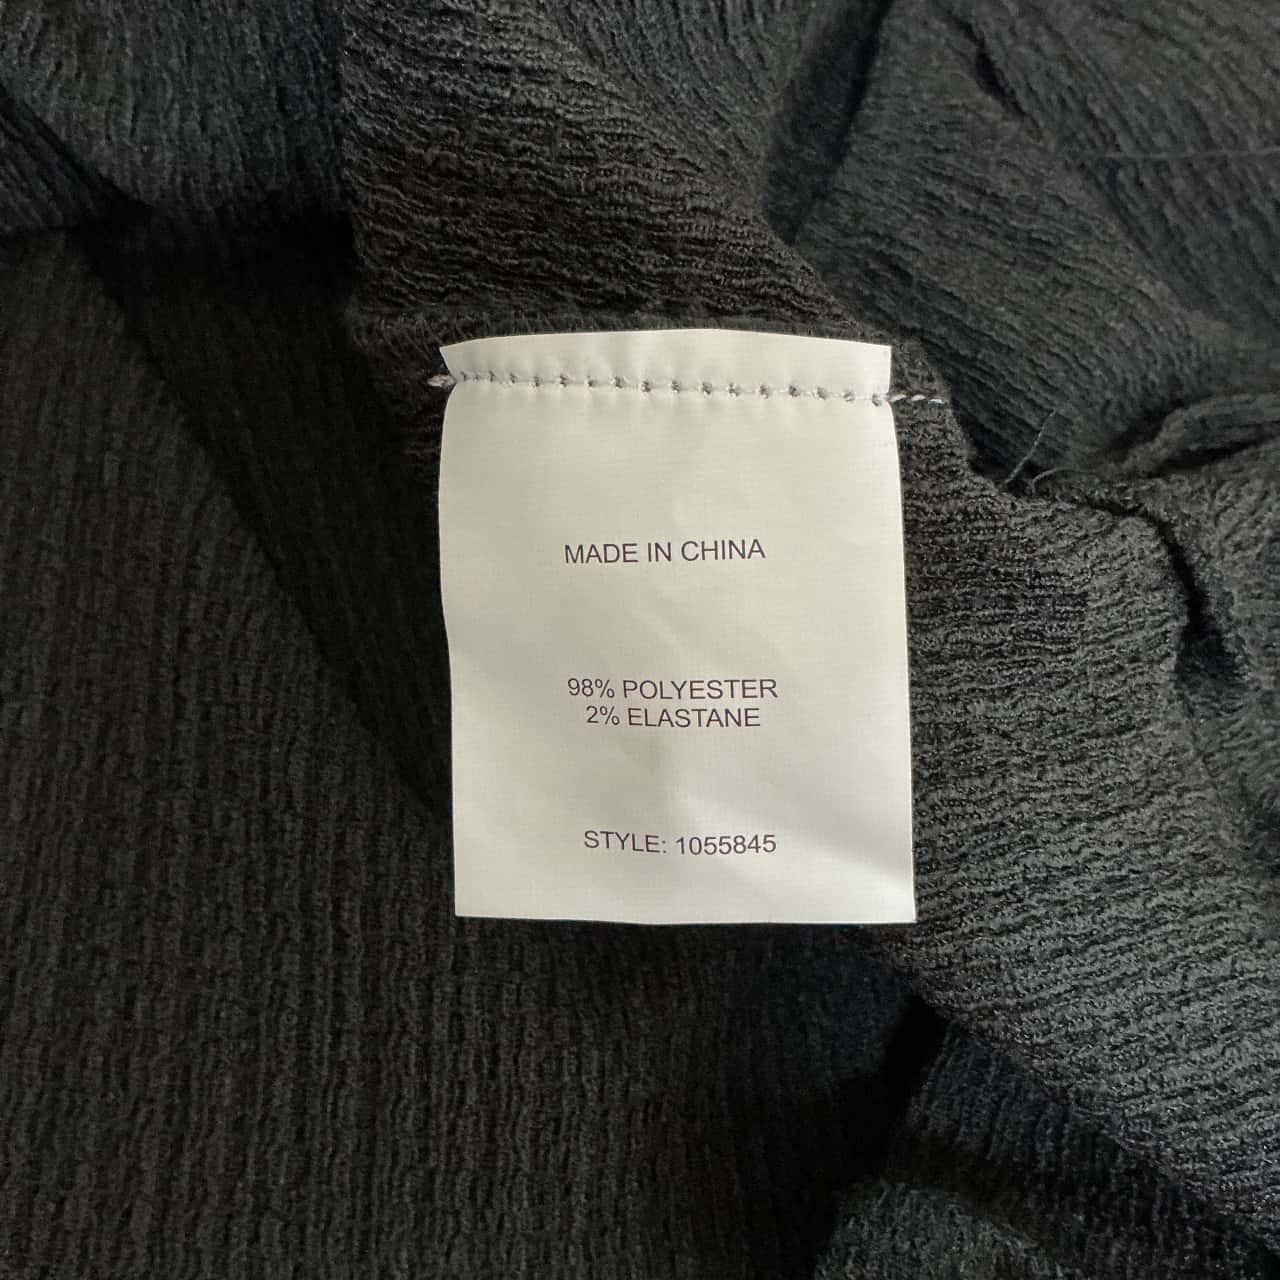 MADE IN CHINA
98% POLYESTER
2% ELASTANE
STYLE: 1055845